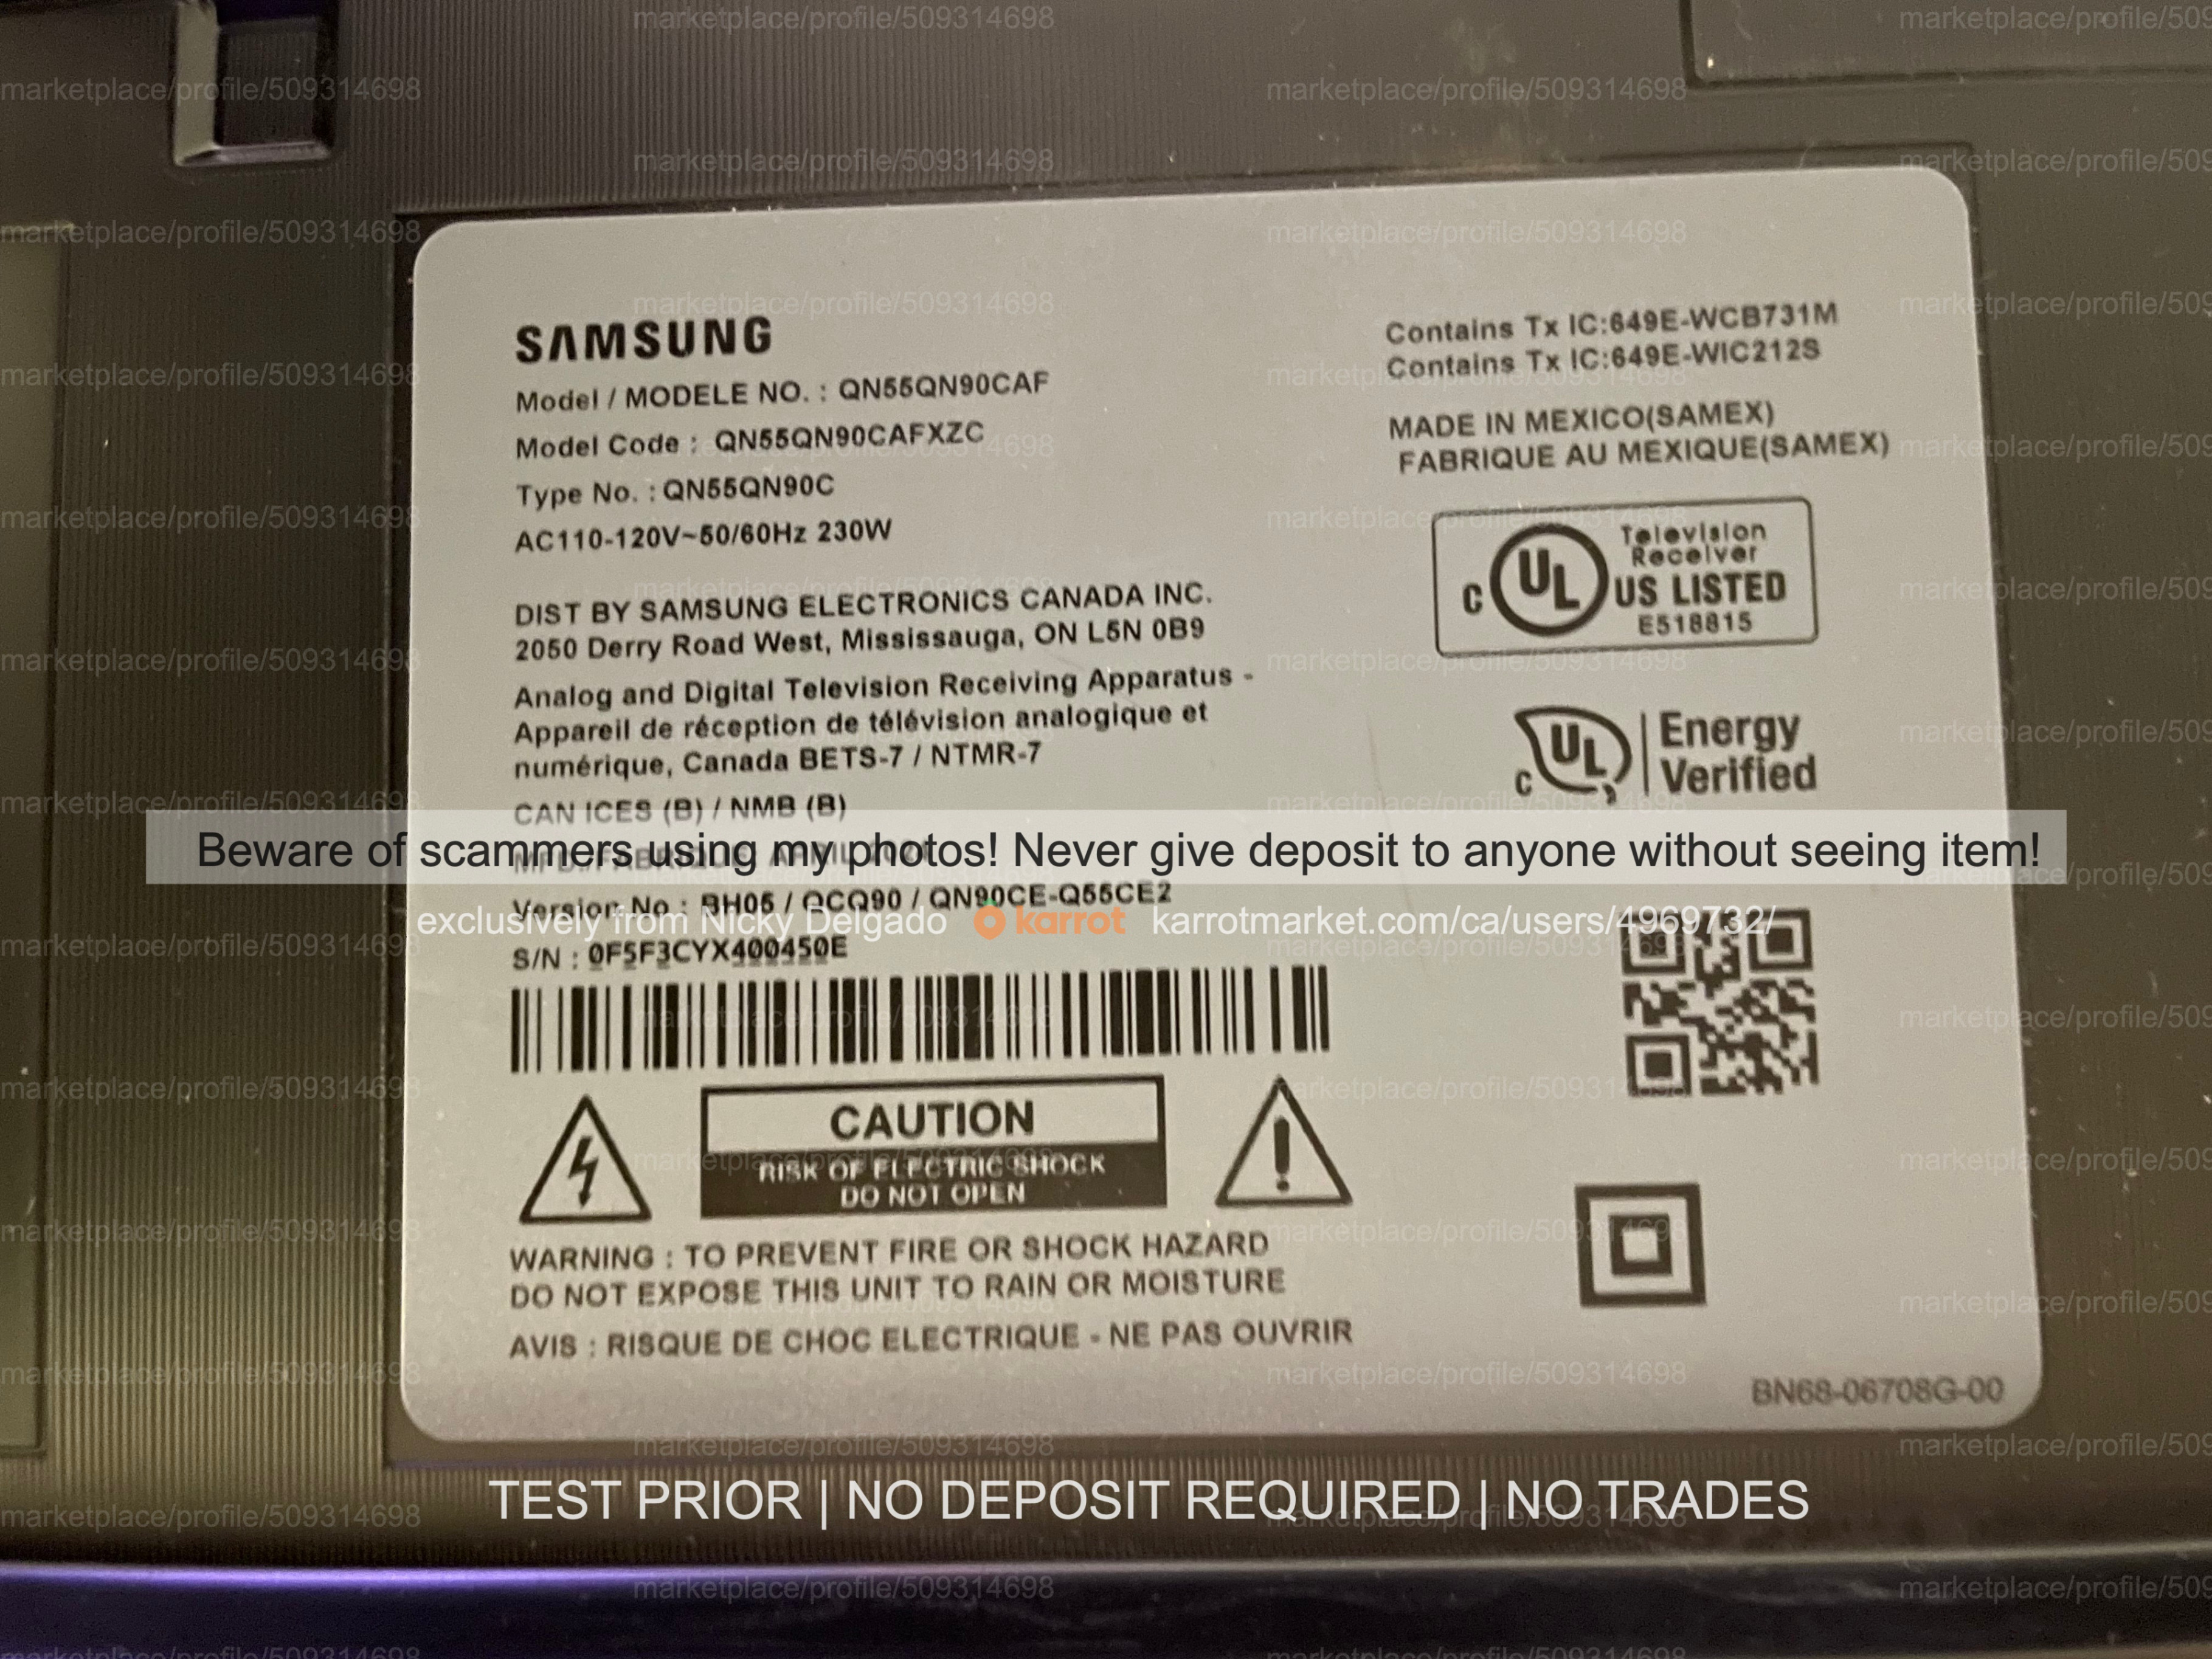 SAMSUNG
Model / MODELE NO. : QN55QN90CAF
Model Code : QN55QN90CAFXZC
Type No. : QN55QN90C
AC110-120V~50/60Hz 230W
DIST BY SAMSUNG ELECTRONICS CANADA INC.
2050 Derry Road West, Mississauga, ON L5N 0B9
Analog and Digital Television Receiving Apparatus -
Appareil de réception de télévision analogique et
numérique, Canada BETS-7 / NTMR-7
CAN ICES (B) / NMB (B)
Beware of scammers using my photos! Never give deposit to anyone without seeing item!
Version No : BH05 / QCQ90 / QN90CE-Q55CE2
exclusively from Nicky Delgado karrot karrotmarket.com/ca/users/4969732/
S/N : 0F5F3CYX400450E
CAUTION
RISK OF ELECTRIC SHOCK
DO NOT OPEN
WARNING : TO PREVENT FIRE OR SHOCK HAZARD
DO NOT EXPOSE THIS UNIT TO RAIN OR MOISTURE
AVIS : RISQUE DE CHOC ELECTRIQUE - NE PAS OUVRIR
Contains Tx IC:649E-WCB731M
Contains Tx IC:649E-WIC212S
MADE IN MEXICO(SAMEX)
FABRIQUE AU MEXIQUE(SAMEX)
Television
Receiver
C UL US LISTED
E518815
C UL Energy
Verified
BN68-06708G-00
TEST PRIOR | NO DEPOSIT REQUIRED | NO TRADES
marketplace/profile/509314698